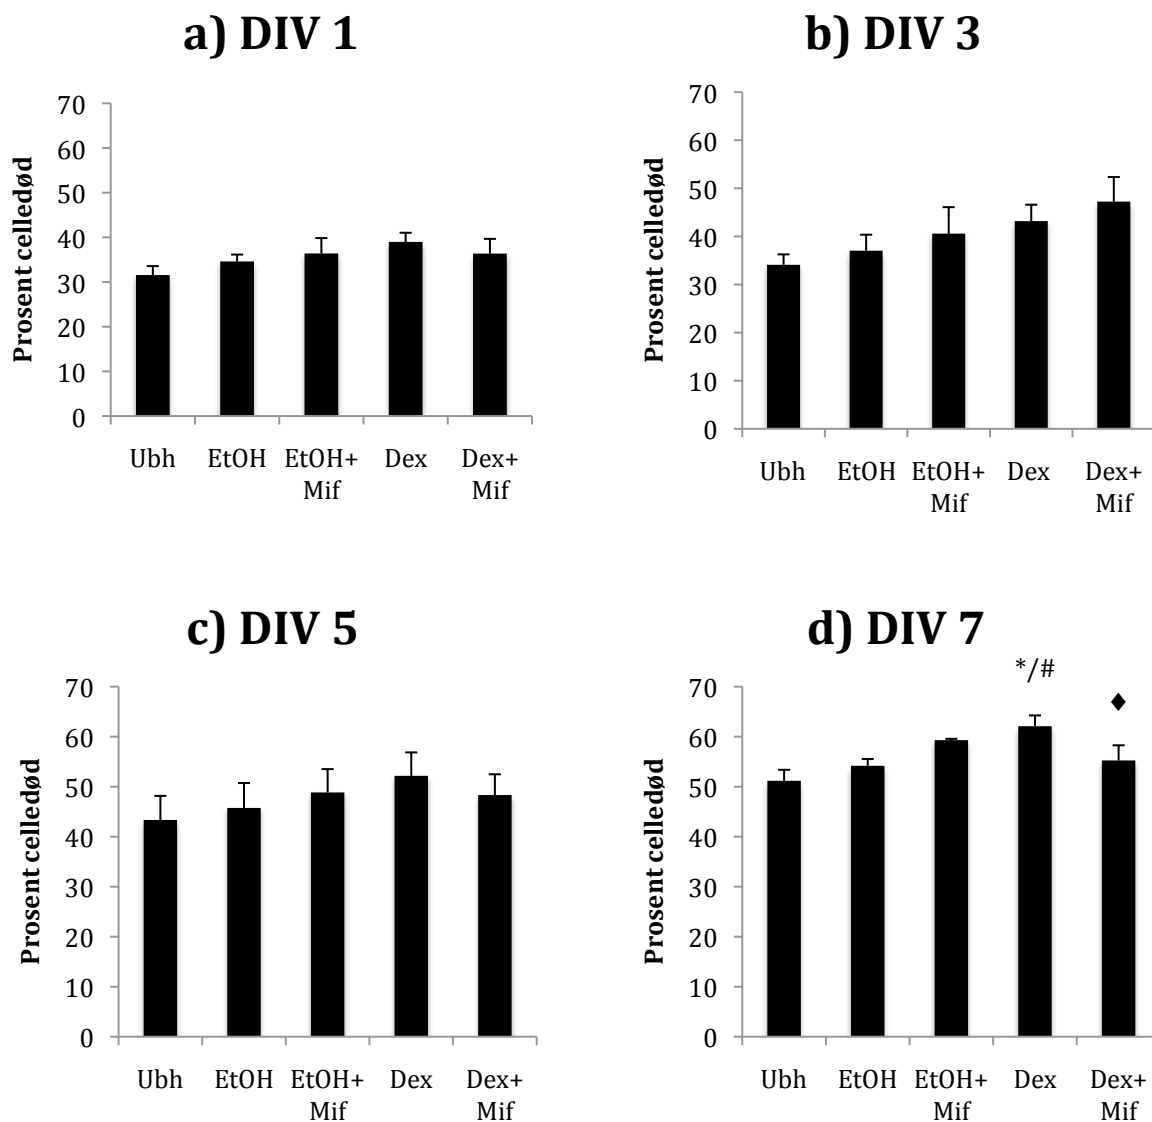 a) DIV 1
Prosent celledød
70
60
50
40
30
20
10
0
Ubh EtOH EtOH+ Dex Dex+
Mif Mif
b) DIV 3
Prosent celledød
70
60
50
40
30
20
10
0
Ubh EtOH EtOH+ Dex Dex+
Mif Mif
c) DIV 5
Prosent celledød
70
60
50
40
30
20
10
0
Ubh EtOH EtOH+ Dex Dex+
Mif Mif
d) DIV 7
*/#
♦
Prosent celledød
70
60
50
40
30
20
10
0
Ubh EtOH EtOH+ Dex Dex+
Mif Mif